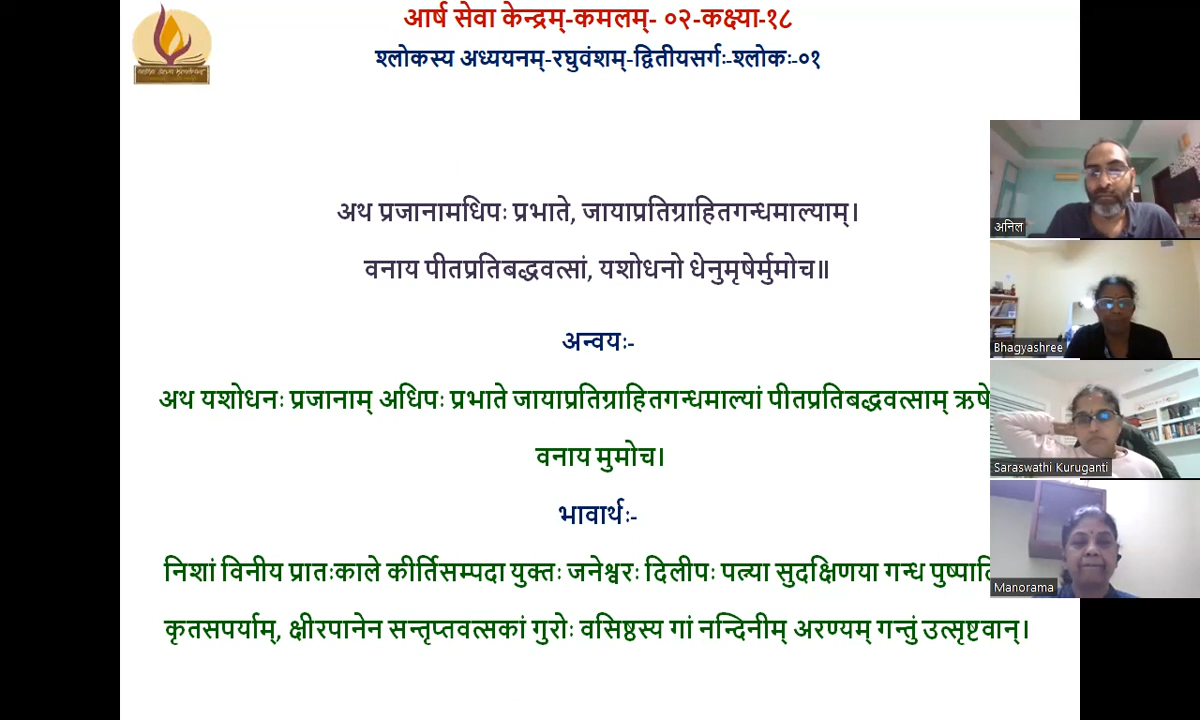 आर्ष सेवा केन्द्रम्-कमलम्- ०२-कक्ष्या-१८
श्लोकस्य अध्ययनम्-रघुवंशम्-द्वितीयसर्गः-श्लोकः-०१
अथ प्रजानामधिपः प्रभाते, जायाप्रतिग्राहितगन्धमाल्याम्।
वनाय पीतप्रतिबद्धवत्सां, यशोधनो धेनुमृषेर्मुमोच॥
अन्वयः-
अथ यशोधनः प्रजानाम् अधिपः प्रभाते जायाप्रतिग्राहितगन्धमाल्यां पीतप्रतिबद्धवत्साम् ऋषे
वनाय मुमोच।
भावार्थः-
निशां विनीय प्रातःकाले कीर्तिसम्पदा युक्तः जनेश्वरः दिलीपः पत्न्या सुदक्षिणया गन्ध
कृतसपर्याम्, क्षीरपानेन सन्तृप्तवत्सकां गुरोः वसिष्ठस्य गां नन्दिनीम् अरण्यम् गन्तुं उत्सृष्टवान्।
अनिल
Bhagyashree
Saraswathi Kuruganti
Manorama